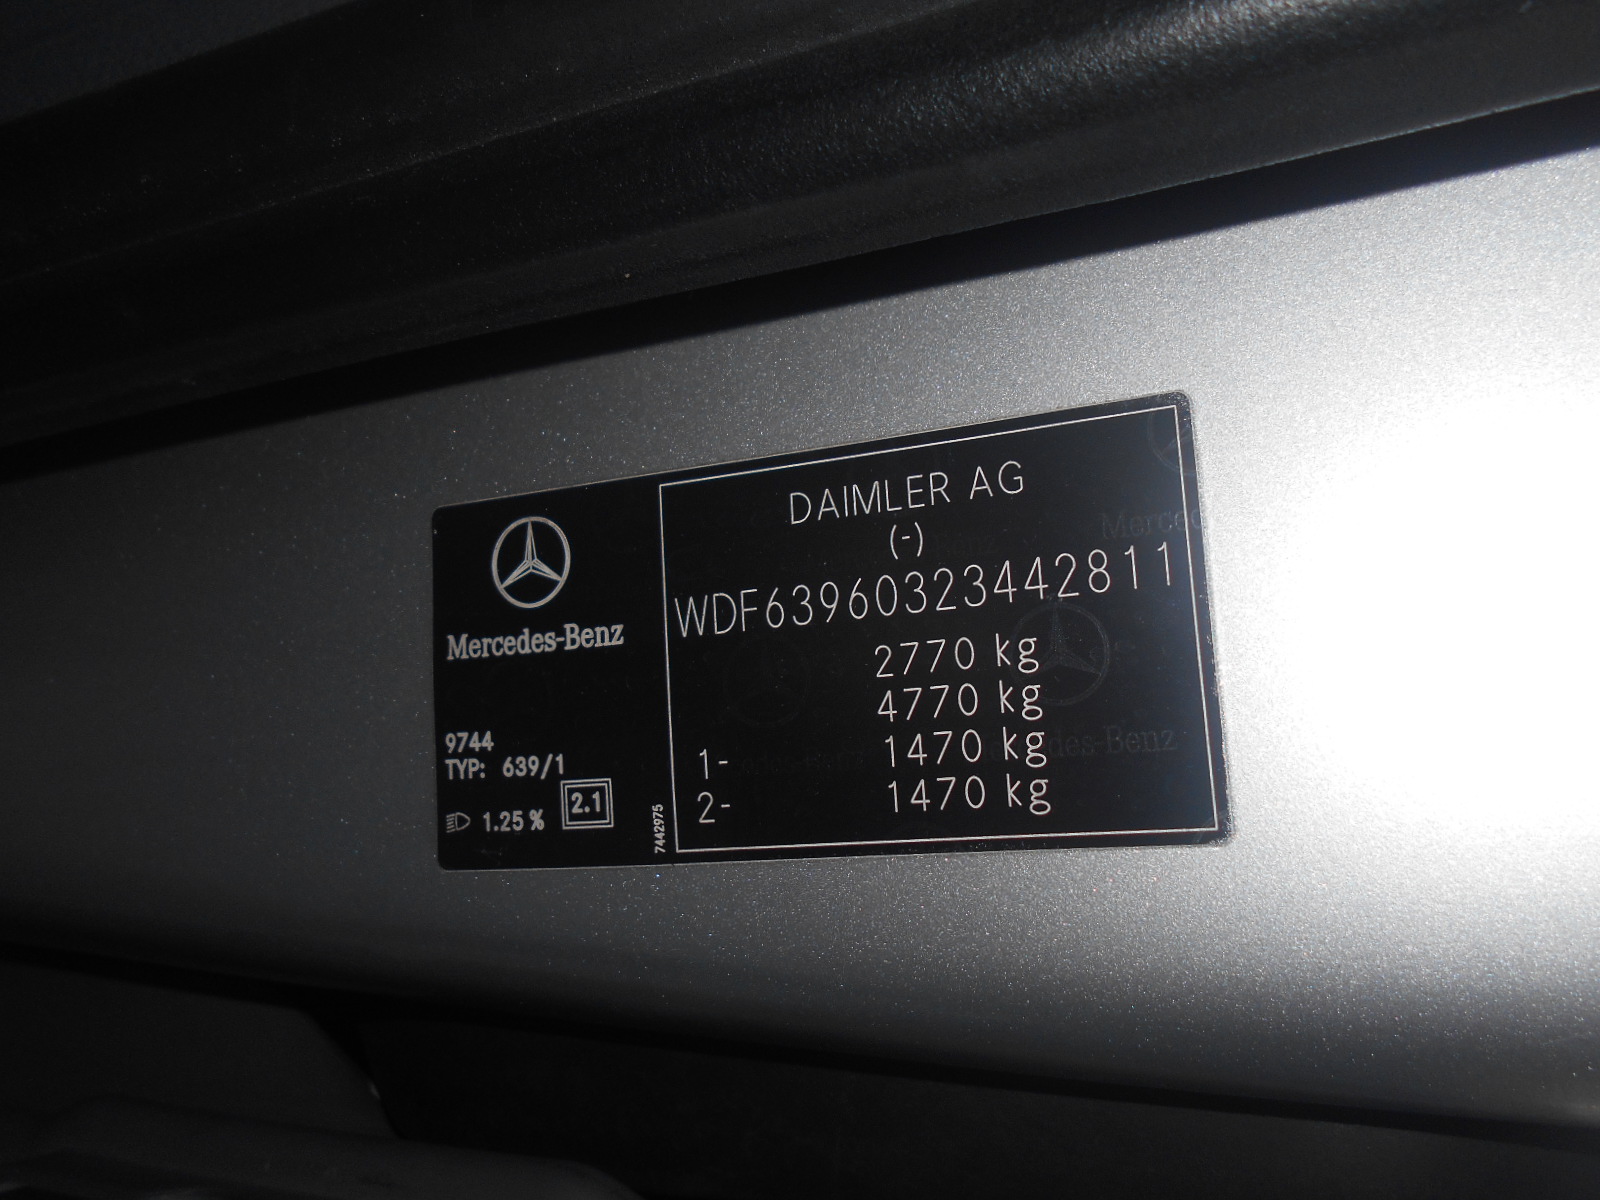 Mercedes-Benz
9744
TYP: 639/1
1.25 %
2.1
7442975
DAIMLER AG
(-)
WDF63960323442811
2770 kg
4770 kg
1- 1470 kg
2- 1470 kg